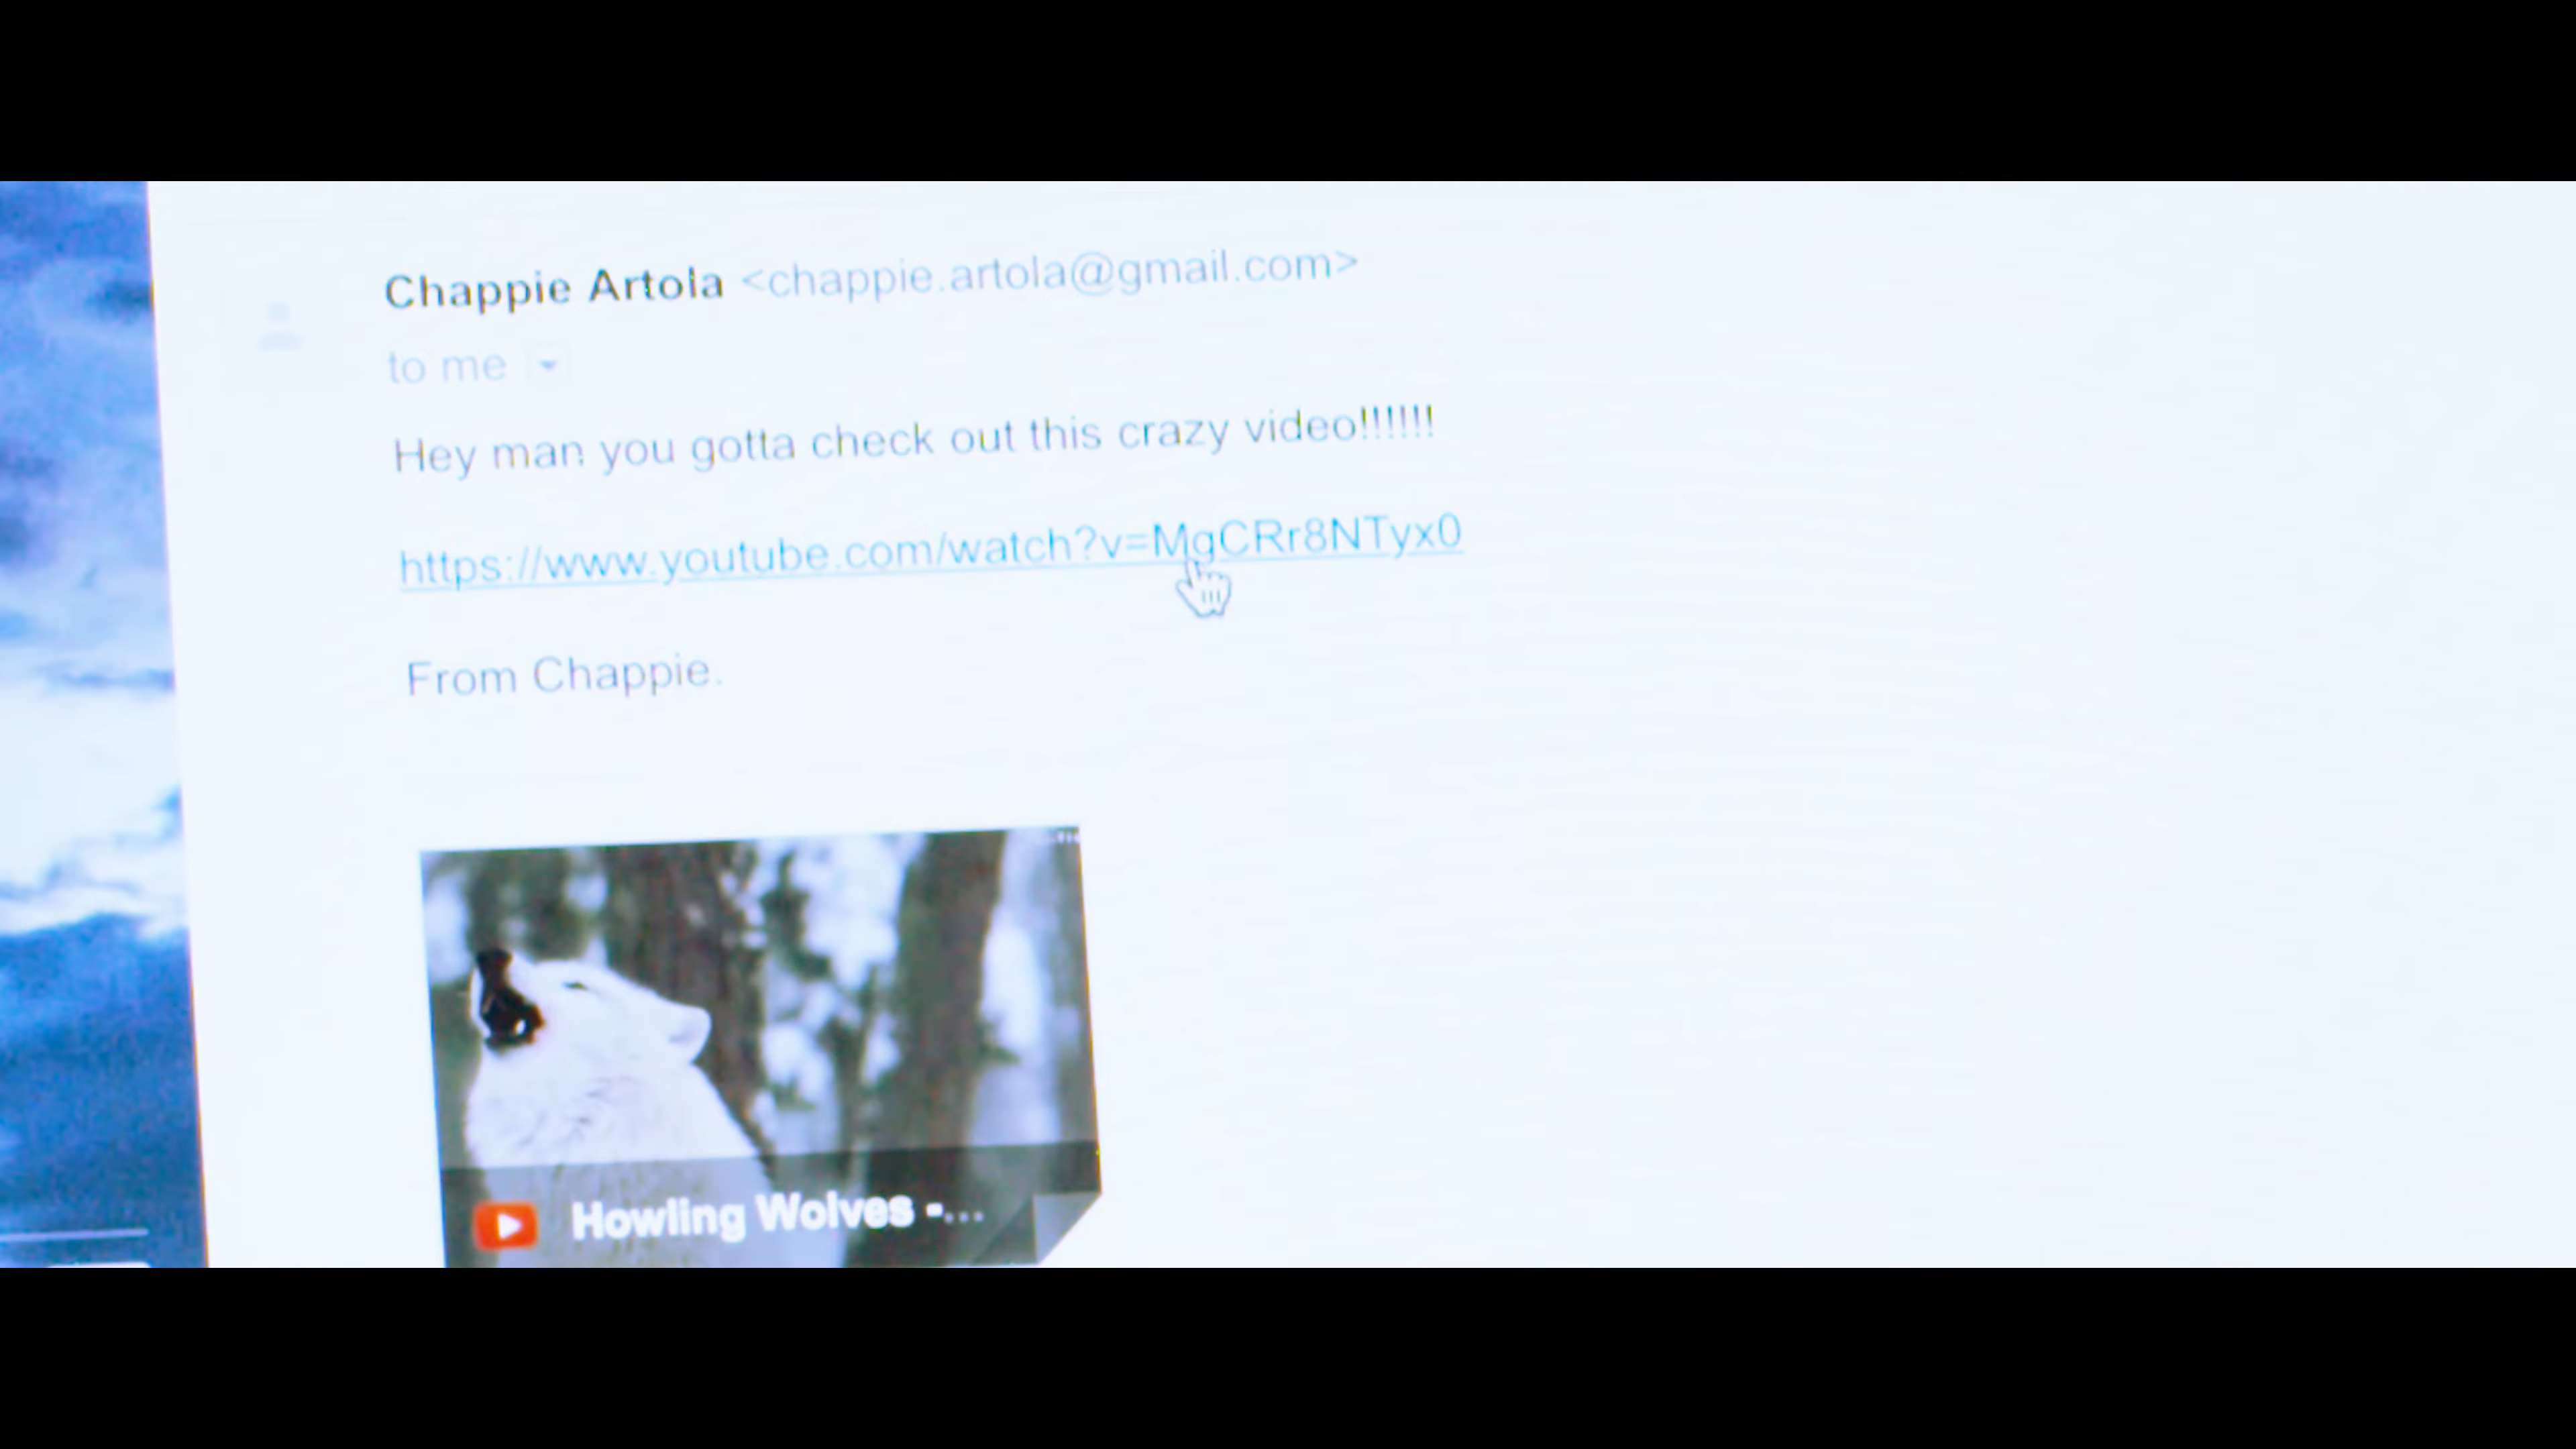 Chappie Artola <chappie.artola@gmail.com>
to me
Hey man you gotta check out this crazy video!!!!!!
https://www.youtube.com/watch?v=MgCRr8NTyx0
From Chappie.
Howling Wolves -...